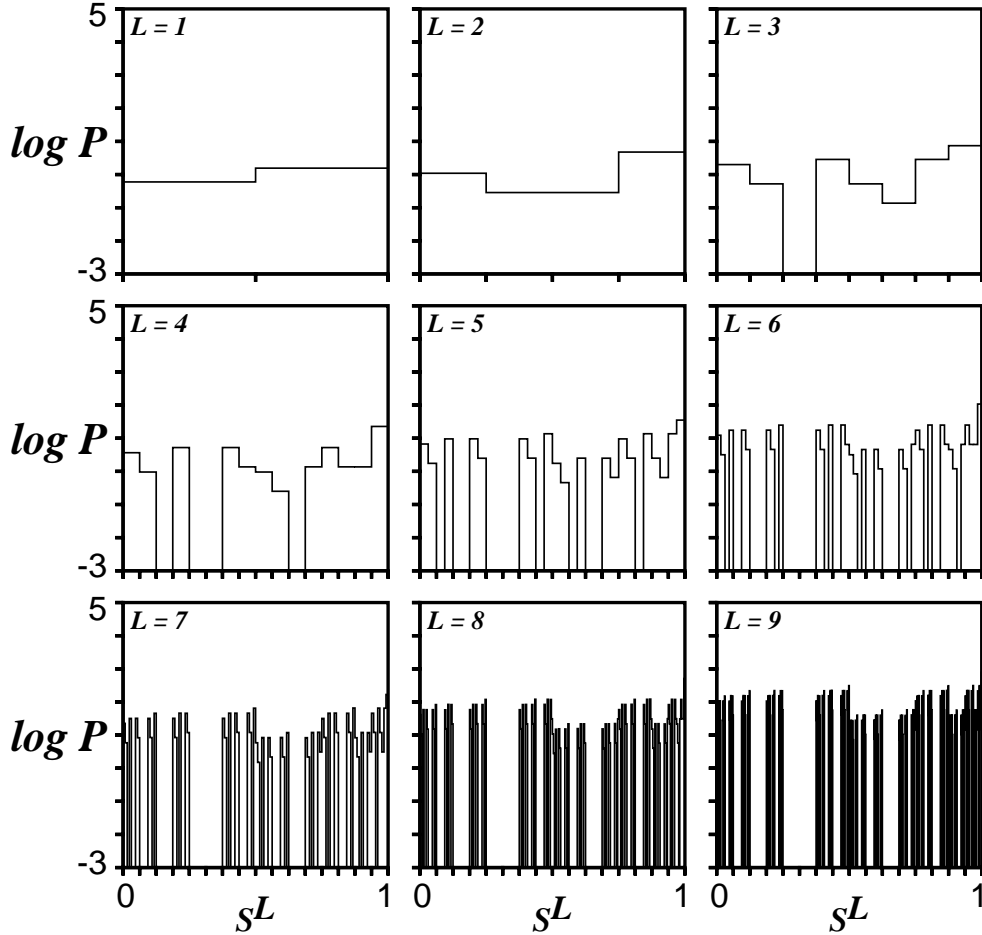 5
L = 1
L = 2
L = 3
log P
-3
5
L = 4
L = 5
L = 6
log P
-3
5
L = 7
L = 8
L = 9
log P
-3
0 1 0 1 0 1
s^L s^L s^L